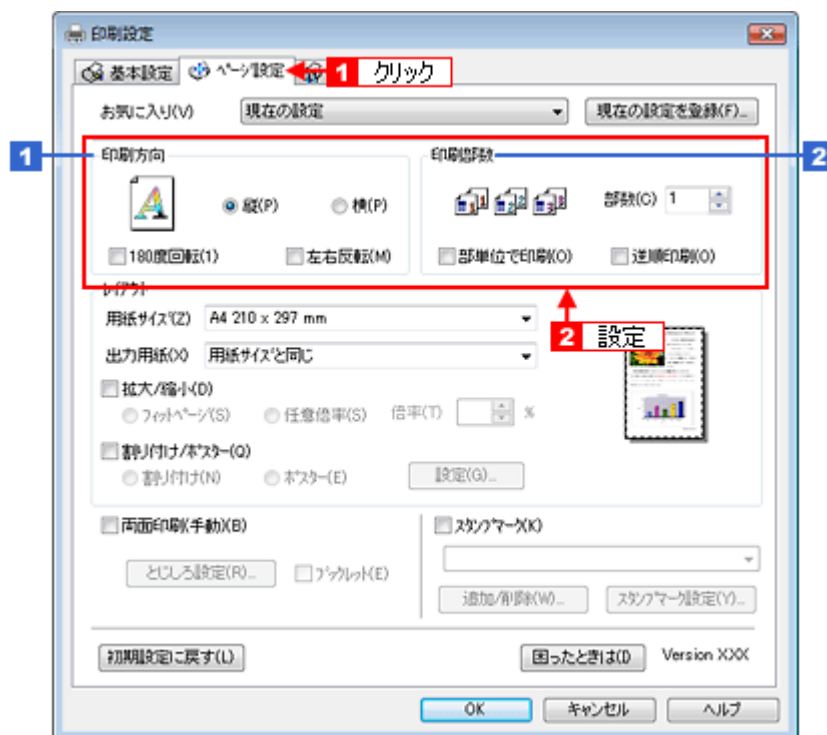 印刷設定
基本設定 ページ設定 1 クリック
お気に入り(V) 現在の設定 現在の設定を登録(F)...
1 印刷方向 印刷部数 2
縦(P) 横(P) 部数(C) 1
180度回転(1) 左右反転(M) 部単位で印刷(O) 逆順印刷(O)
レイアウト
用紙サイズ(Z) A4 210 x 297 mm
2 設定
出力用紙(X) 用紙サイズと同じ
拡大/縮小(D)
フィットページ(S) 任意倍率(S) 倍率(T) %
割り付け/ポスター(Q)
割り付け(N) ポスター(E) 設定(G)...
両面印刷(手動)(B) スタンプマーク(K)
とじしろ設定(R)... ブックレット(E)
追加/削除(W)... スタンプマーク設定(Y)...
初期設定に戻す(L) 困ったときは(I) Version XXX
OK キャンセル ヘルプ